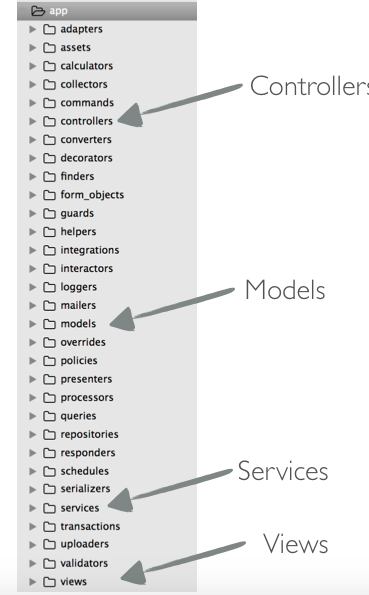 app
adapters
assets
calculators
collectors
commands
controllers
converters
decorators
finders
form_objects
guards
helpers
integrations
interactors
loggers
mailers
models
overrides
policies
presenters
processors
queries
repositories
responders
schedules
serializers
services
transactions
uploaders
validators
views
Controllers
Models
Services
Views